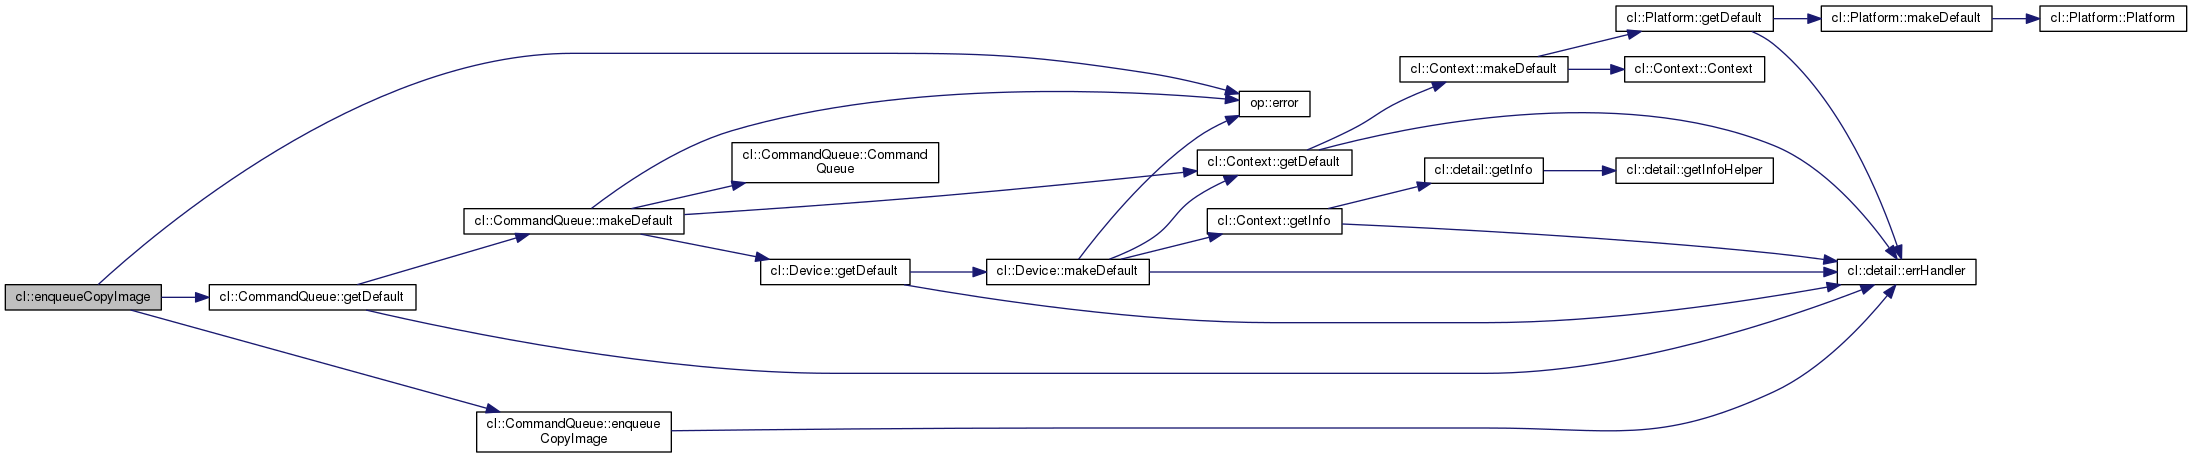 cl::enqueueCopyImage
cl::CommandQueue::getDefault
cl::CommandQueue::makeDefault
cl::CommandQueue::enqueue
CopyImage
cl::CommandQueue::Command
Queue
cl::Device::getDefault
cl::Device::makeDefault
op::error
cl::Context::getDefault
cl::Context::getInfo
cl::Context::makeDefault
cl::detail::getInfo
cl::Platform::getDefault
cl::Context::Context
cl::detail::getInfoHelper
cl::Platform::makeDefault
cl::detail::errHandler
cl::Platform::Platform